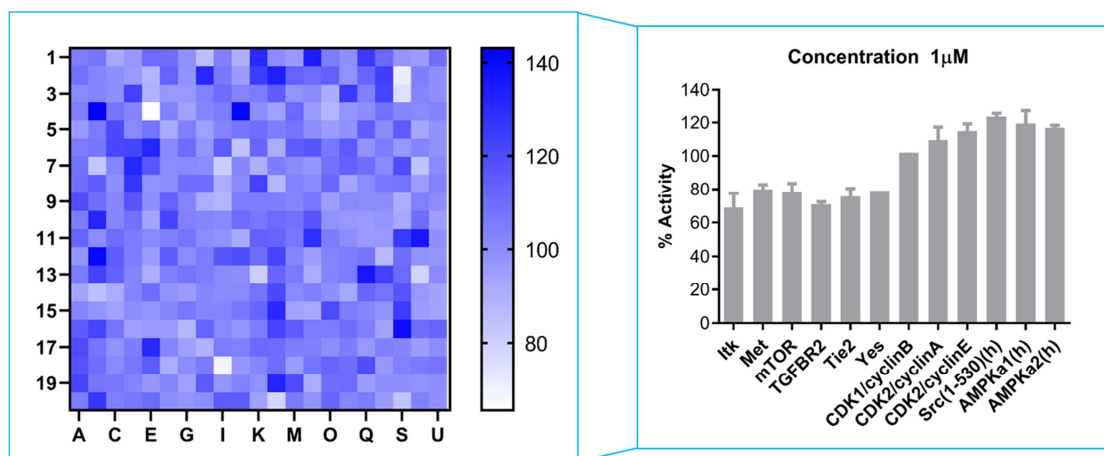 1
3
5
7
9
11
13
15
17
19
A C E G I K M O Q S U
140
120
100
80
Concentration 1μM
% Activity
140
120
100
80
60
40
20
0
Itk
Met
mTOR
TGFBR2
Tie2
Yes
CDK1/cyclinB
CDK2/cyclinA
CDK2/cyclinE
Src(1-530)(h)
AMPKa1(h)
AMPKa2(h)